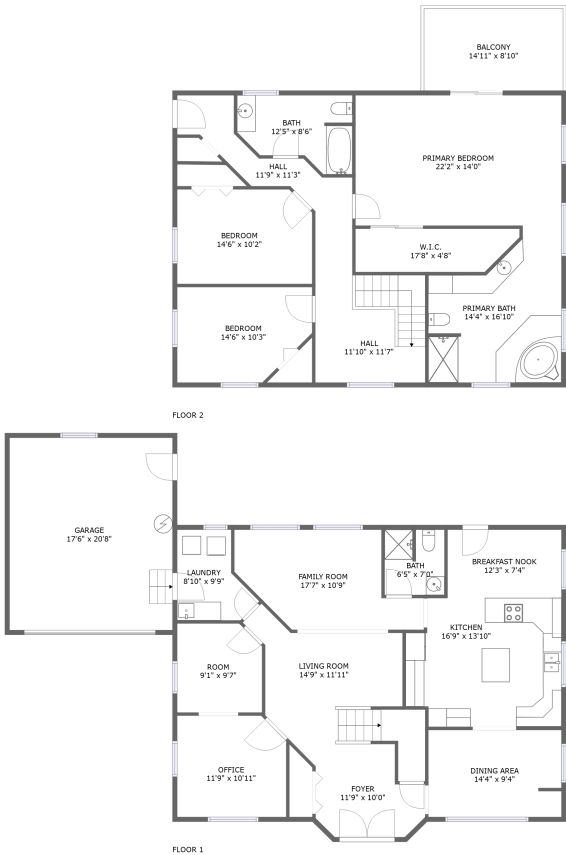 BALCONY
14'11" x 8'10"
BATH
12'5" x 8'6"
PRIMARY BEDROOM
22'2" x 14'0"
HALL
11'9" x 11'3"
BEDROOM
14'6" x 10'2"
W.I.C.
17'8" x 4'8"
PRIMARY BATH
14'4" x 16'10"
BEDROOM
14'6" x 10'3"
HALL
11'10" x 11'7"
FLOOR 2
GARAGE
17'6" x 20'8"
LAUNDRY
8'10" x 9'9"
FAMILY ROOM
17'7" x 10'9"
BATH
6'5" x 7'0"
BREAKFAST NOOK
12'3" x 7'4"
KITCHEN
16'9" x 13'10"
ROOM
9'1" x 9'7"
LIVING ROOM
14'9" x 11'11"
OFFICE
11'9" x 10'11"
FOYER
11'9" x 10'0"
DINING AREA
14'4" x 9'4"
FLOOR 1